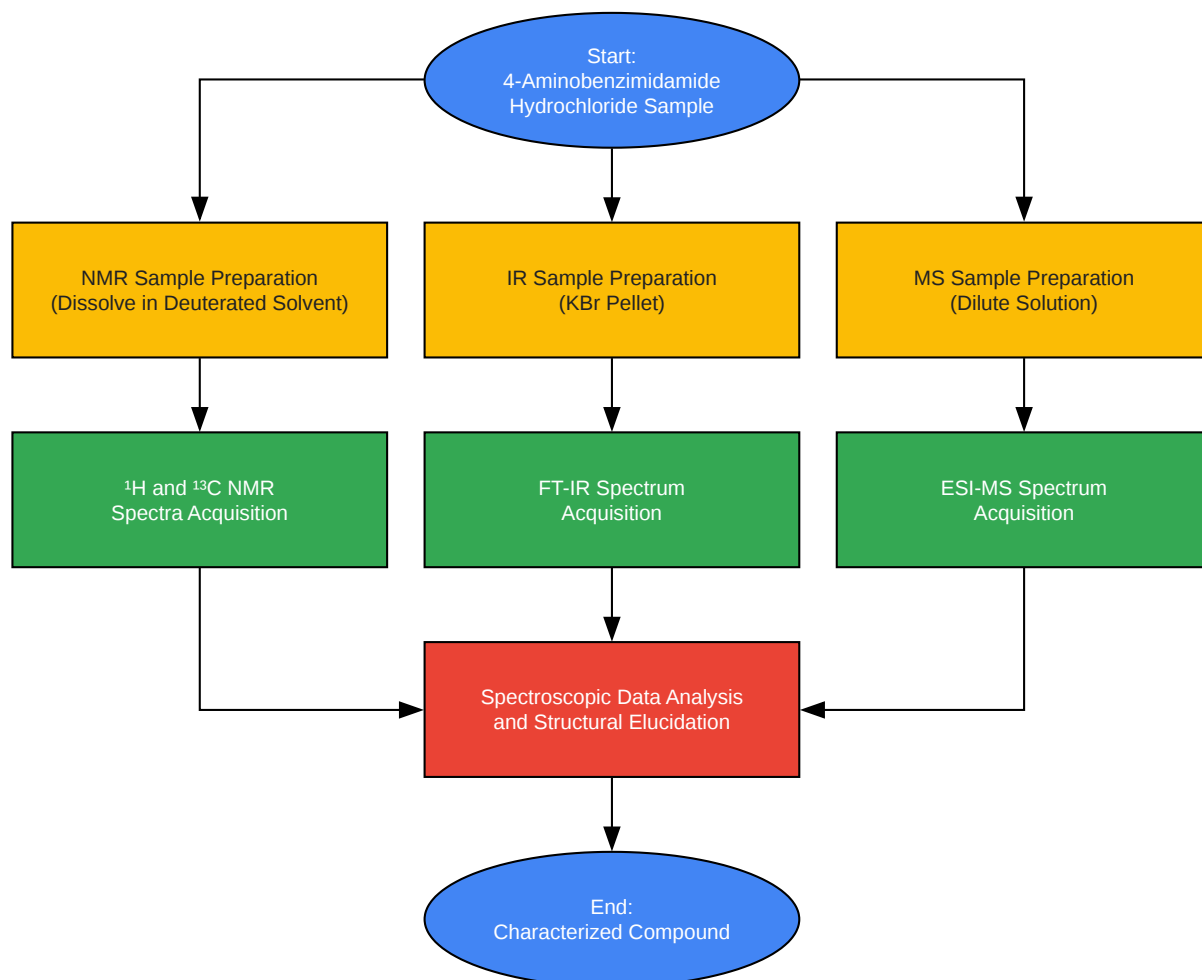 Start:
4-Aminobenzimidamide
Hydrochloride Sample
NMR Sample Preparation
(Dissolve in Deuterated Solvent)
IR Sample Preparation
(KBr Pellet)
MS Sample Preparation
(Dilute Solution)
¹H and ¹³C NMR
Spectra Acquisition
FT-IR Spectrum
Acquisition
ESI-MS Spectrum
Acquisition
Spectroscopic Data Analysis
and Structural Elucidation
End:
Characterized Compound